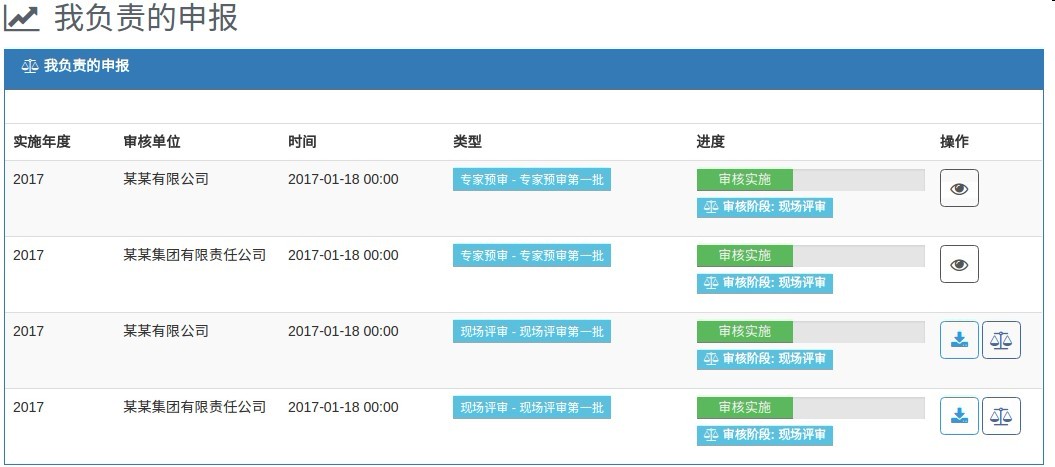 我负责的申报
我负责的申报
实施年度 审核单位 时间 类型 进度 操作
2017 某某有限公司 2017-01-18 00:00 专家预审 - 专家预审第一批 审核实施
审核阶段: 现场评审
2017 某某集团有限责任公司 2017-01-18 00:00 专家预审 - 专家预审第一批 审核实施
审核阶段: 现场评审
2017 某某有限公司 2017-01-18 00:00 现场评审 - 现场评审第一批 审核实施
审核阶段: 现场评审
2017 某某集团有限责任公司 2017-01-18 00:00 现场评审 - 现场评审第一批 审核实施
审核阶段: 现场评审